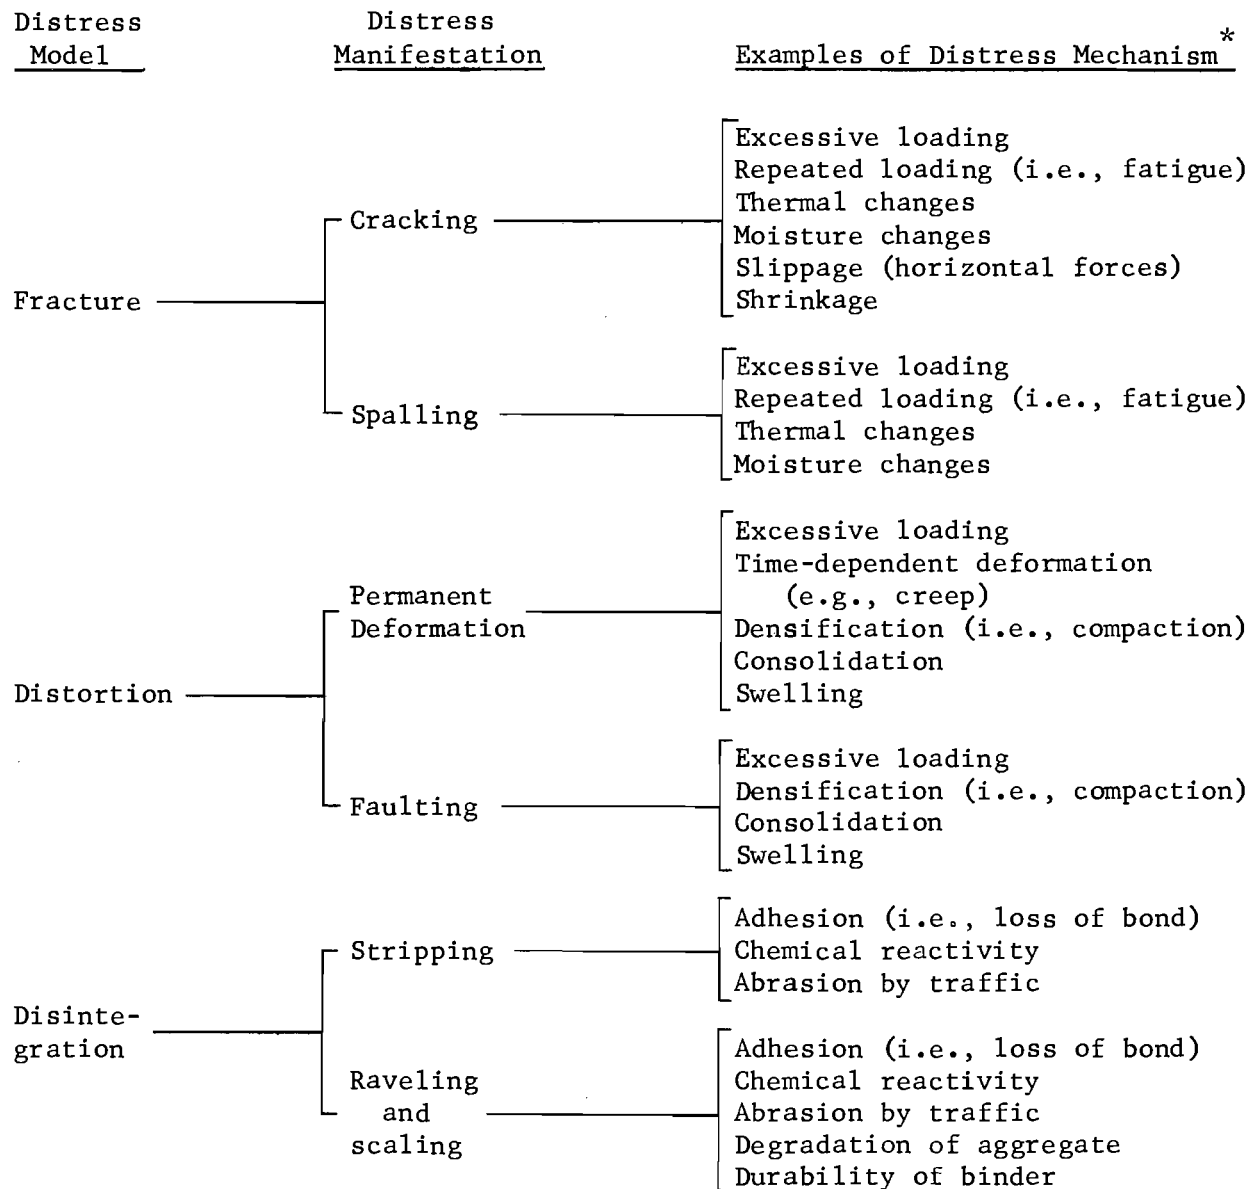 Distress Model
Distress Manifestation
Examples of Distress Mechanism*
Fracture
Cracking
Excessive loading
Repeated loading (i.e., fatigue)
Thermal changes
Moisture changes
Slippage (horizontal forces)
Shrinkage
Spalling
Excessive loading
Repeated loading (i.e., fatigue)
Thermal changes
Moisture changes
Distortion
Permanent
Deformation
Excessive loading
Time-dependent deformation
(e.g., creep)
Densification (i.e., compaction)
Consolidation
Swelling
Faulting
Excessive loading
Densification (i.e., compaction)
Consolidation
Swelling
Disinte-
gration
Stripping
Adhesion (i.e., loss of bond)
Chemical reactivity
Abrasion by traffic
Raveling
and
scaling
Adhesion (i.e., loss of bond)
Chemical reactivity
Abrasion by traffic
Degradation of aggregate
Durability of binder